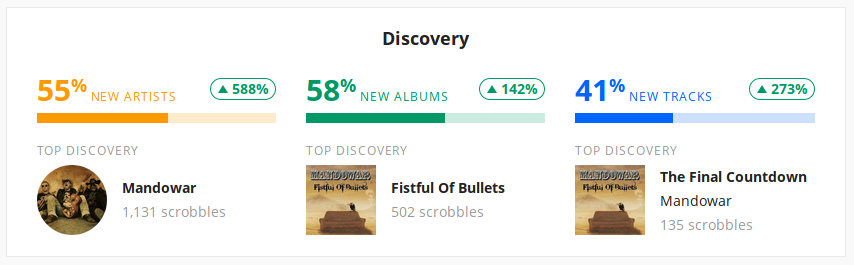 Discovery
55% NEW ARTISTS ▲ 588%
TOP DISCOVERY
Mandowar
1,131 scrobbles
58% NEW ALBUMS ▲ 142%
TOP DISCOVERY
MANDOWAR
Fistful Of Bullets
Fistful Of Bullets
502 scrobbles
41% NEW TRACKS ▲ 273%
TOP DISCOVERY
MANDOWAR
Fistful Of Bullets
The Final Countdown
Mandowar
135 scrobbles